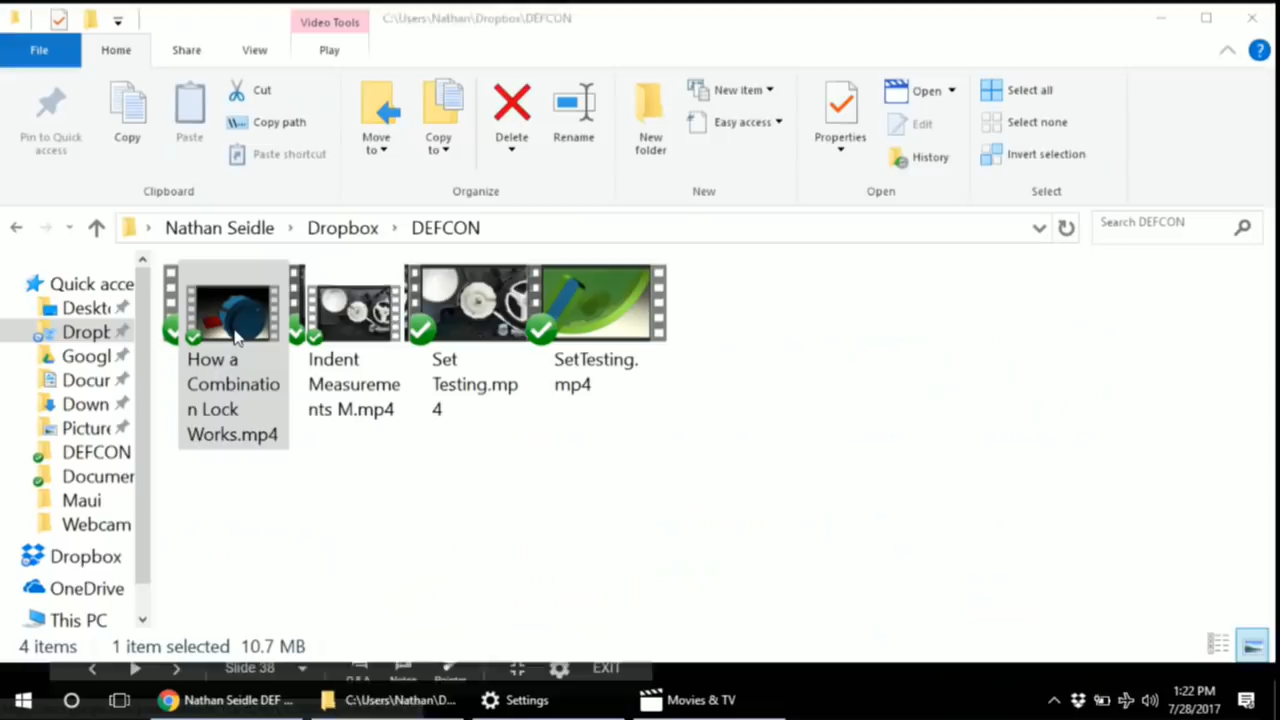 Video Tools
C:\Users\Nathan\Dropbox\DEFCON
File
Home
Share
View
Play
Pin to Quick
access
Copy
Paste
Cut
Copy path
Paste shortcut
Clipboard
Move
to
Copy
to
Delete
Rename
Organize
New
folder
New item
Easy access
New
Properties
Open
Edit
History
Open
Select all
Select none
Invert selection
Select
Nathan Seidle
Dropbox
DEFCON
Search DEFCON
Quick acce
Deskt
Dropb
Googl
Docur
Down
Picture
DEFCON
Documer
Maui
Webcam
Dropbox
OneDrive
This PC
How a
Combinatio
n Lock
Works.mp4
Indent
Measureme
nts M.mp4
Set
Testing.mp
4
SetTesting.
mp4
4 items
1 item selected
10.7 MB
Slide 38
Q & A
Notes
Pointer
EXIT
Nathan Seidle DEF ...
C:\Users\Nathan\D...
Settings
Movies & TV
1:22 PM
7/28/2017